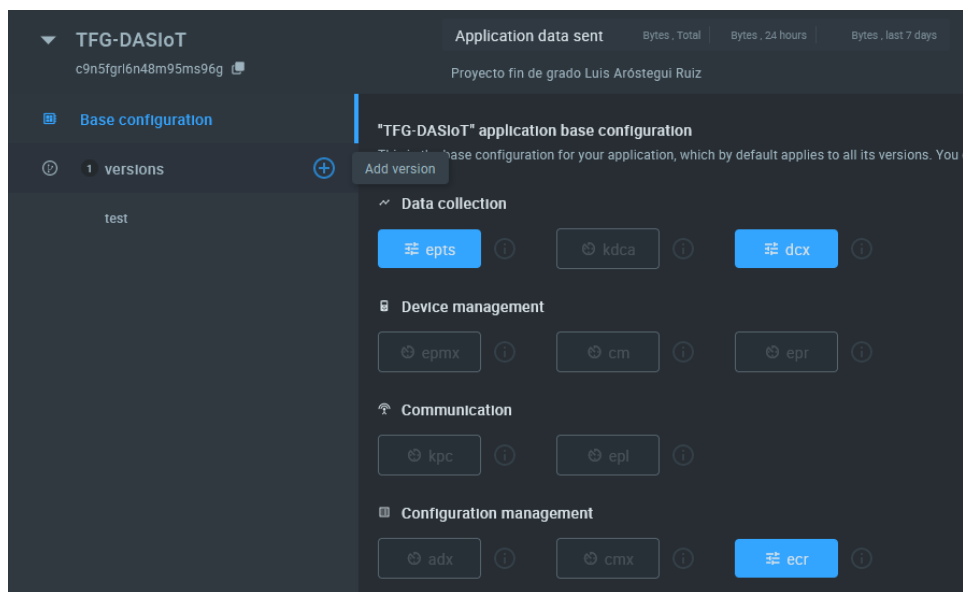 TFG-DASIoT
c9n5fgrl6n48m95ms96g
Application data sent Bytes , Total Bytes , 24 hours Bytes , last 7 days
Proyecto fin de grado Luis Aróstegui Ruiz
Base configuration
1 versions
Add version
test
"TFG-DASIoT" application base configuration
base configuration for your application, which by default applies to all its versions. You
Data collection
epts kdca dcx
Device management
epmx cm epr
Communication
kpc epl
Configuration management
adx cmx ecr